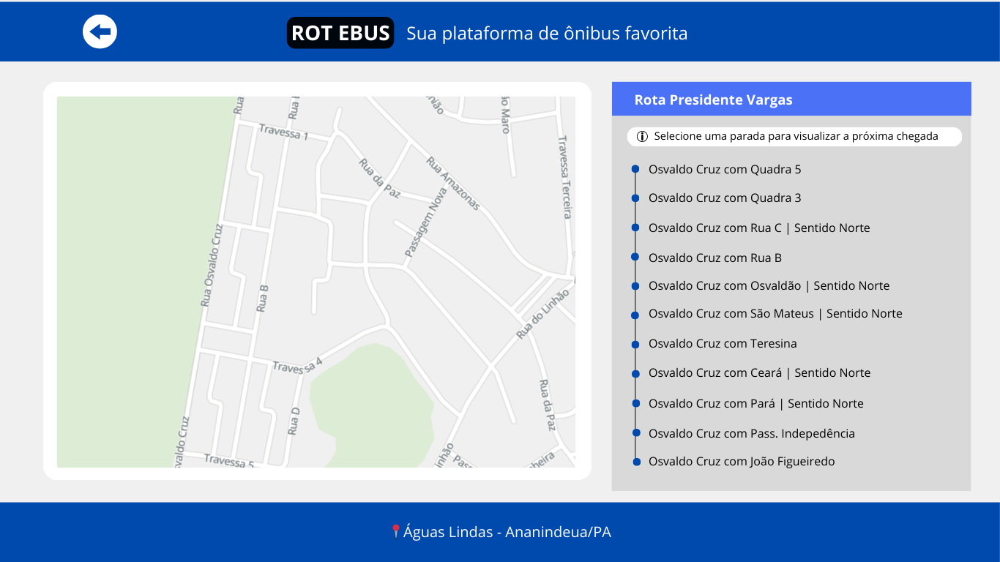 ROT EBUS Sua plataforma de ônibus favorita
Rua
Rua
nião
ão Maro
Travessa 1
Travessa Terceira
Rua da Paz
Rua Amazonas
Passagem Nova
Rua Osvaldo Cruz
Rua B
Rua do Linhão
Travessa 4
Rua da Paz
Rua D
svaldo Cruz
Travessa 5
inhão
Pass
heira
Rota Presidente Vargas
Selecione uma parada para visualizar a próxima chegada
Osvaldo Cruz com Quadra 5
Osvaldo Cruz com Quadra 3
Osvaldo Cruz com Rua C | Sentido Norte
Osvaldo Cruz com Rua B
Osvaldo Cruz com Osvaldão | Sentido Norte
Osvaldo Cruz com São Mateus | Sentido Norte
Osvaldo Cruz com Teresina
Osvaldo Cruz com Ceará | Sentido Norte
Osvaldo Cruz com Pará | Sentido Norte
Osvaldo Cruz com Pass. Indepedência
Osvaldo Cruz com João Figueiredo
Águas Lindas - Ananindeua/PA